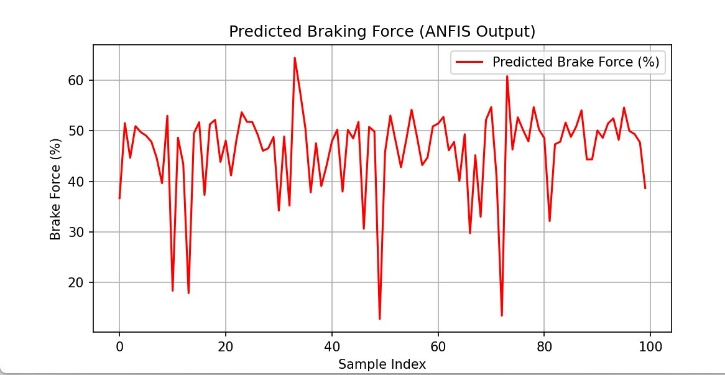 Predicted Braking Force (ANFIS Output)
Predicted Brake Force (%)
Brake Force (%)
60
50
40
30
20
0 20 40 60 80 100
Sample Index